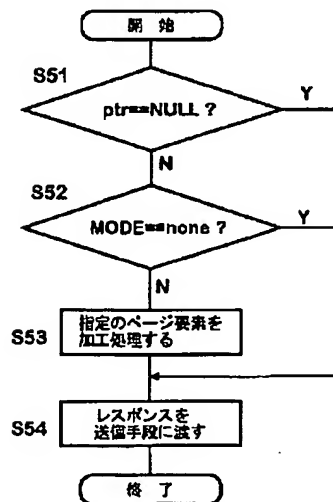 開始
S51
ptr==NULL ?
Y
N
S52
MODE==none ?
Y
N
S53
指定のページ要素を
加工処理する
S54
レスポンスを
送信手段に渡す
終了